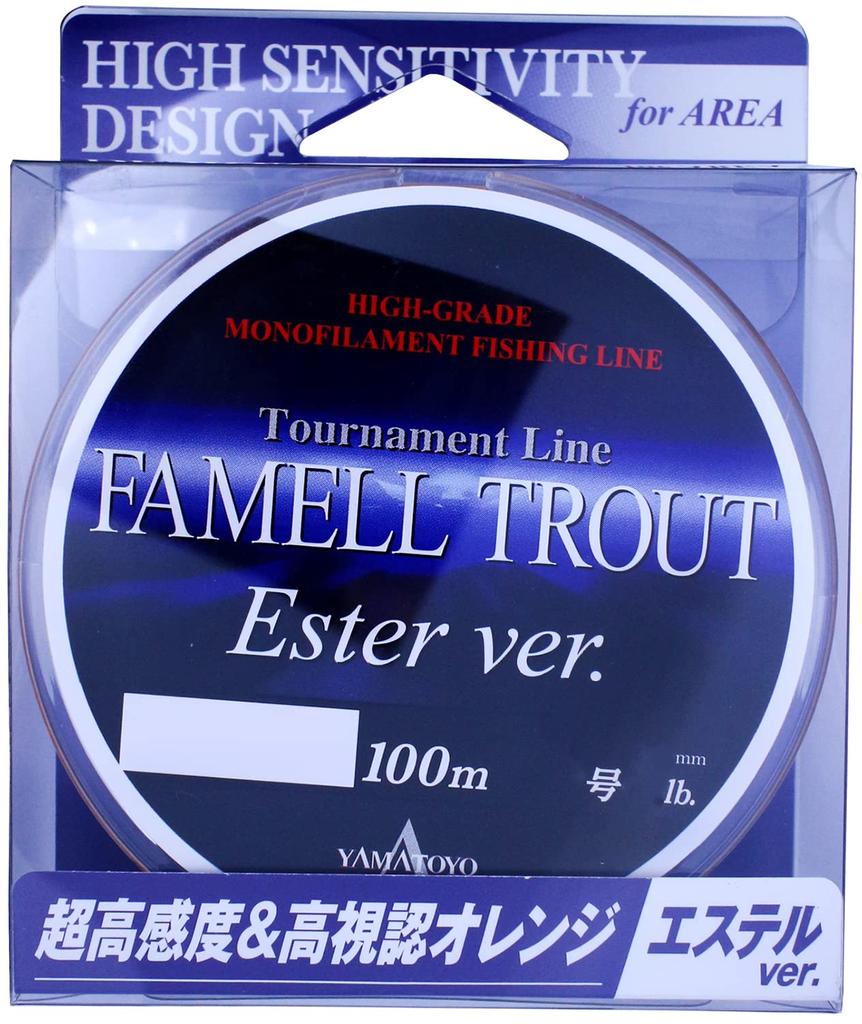 HIGH SENSITIVITY
DESIGN
for AREA
HIGH-GRADE
MONOFILAMENT FISHING LINE
Tournament Line
FAMELL TROUT
Ester ver.
100m 号 mm lb.
YAMATOYO
超高感度&高視認オレンジ
エステル
ver.